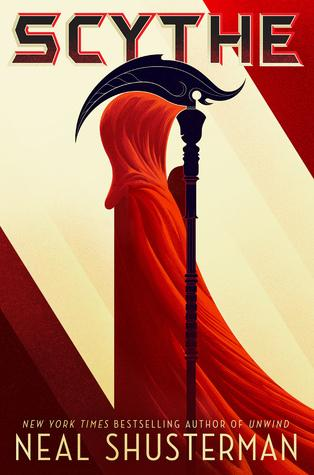 SCYTHE
NEW YORK TIMES BESTSELLING AUTHOR OF UNWIND
NEAL SHUSTERMAN